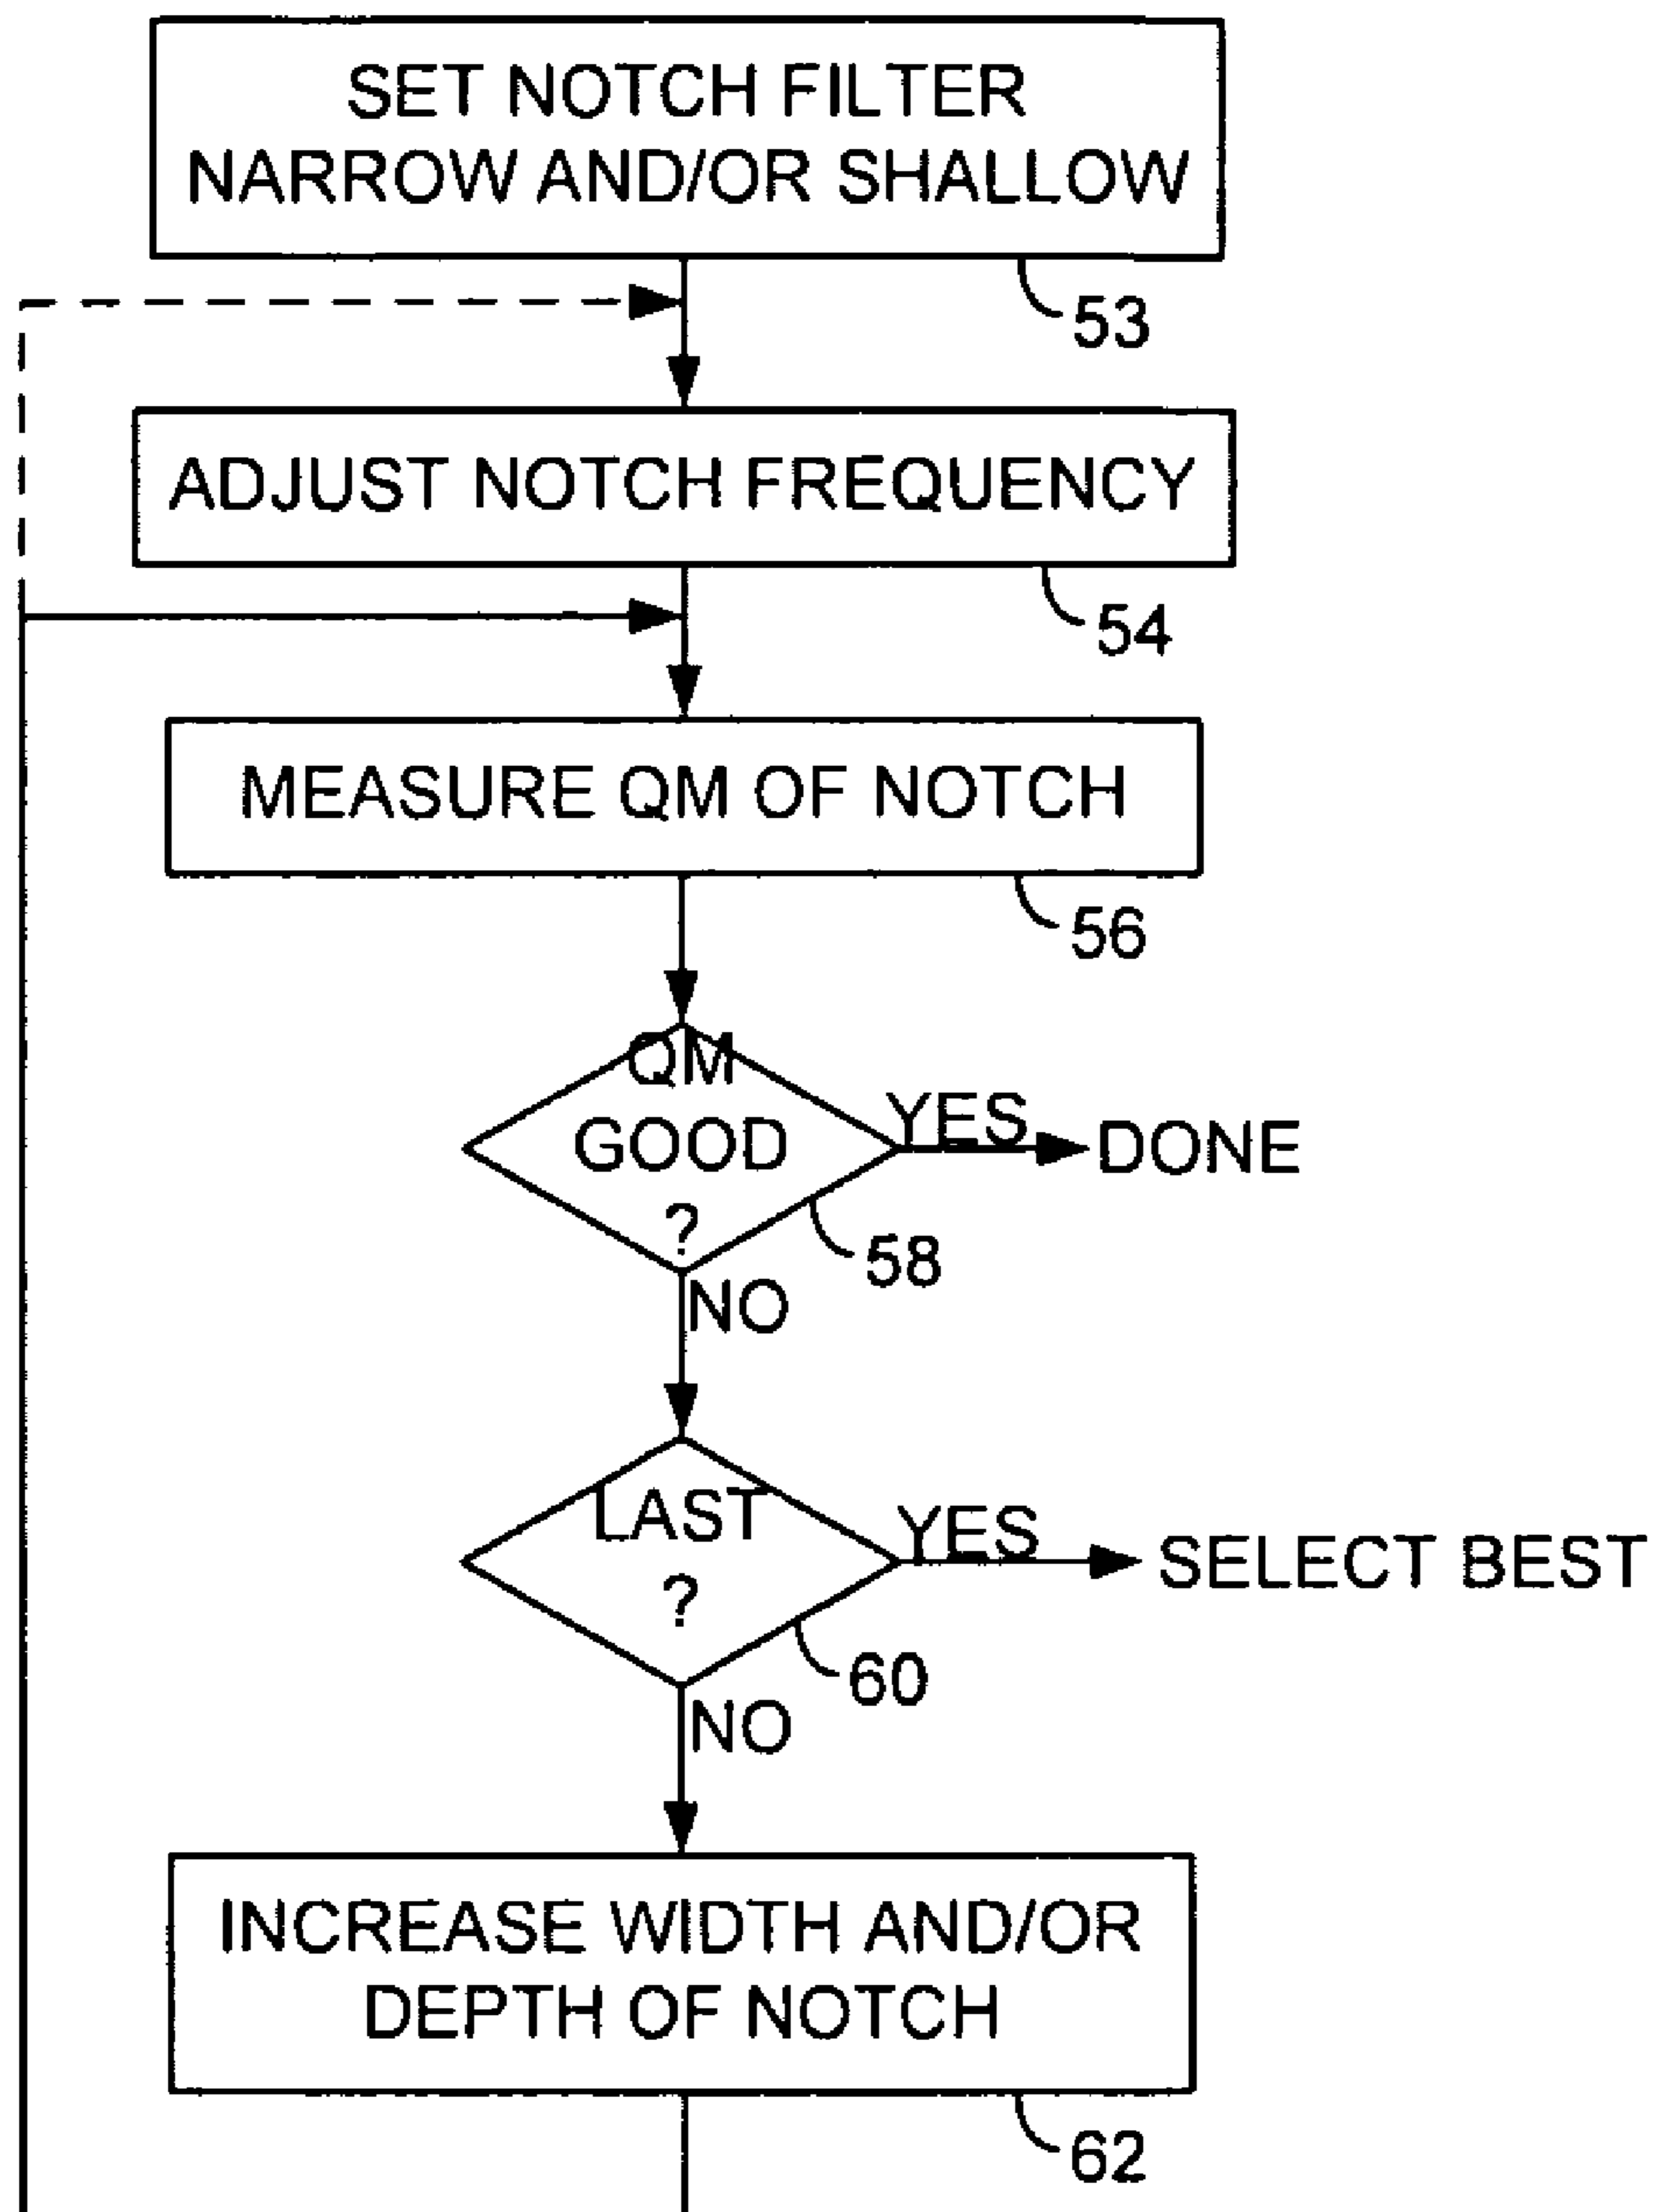 SET NOTCH FILTER
NARROW AND/OR SHALLOW
53
ADJUST NOTCH FREQUENCY
54
MEASURE QM OF NOTCH
56
QM
GOOD
?
YES
DONE
58
NO
LAST
?
YES
SELECT BEST
60
NO
INCREASE WIDTH AND/OR
DEPTH OF NOTCH
62